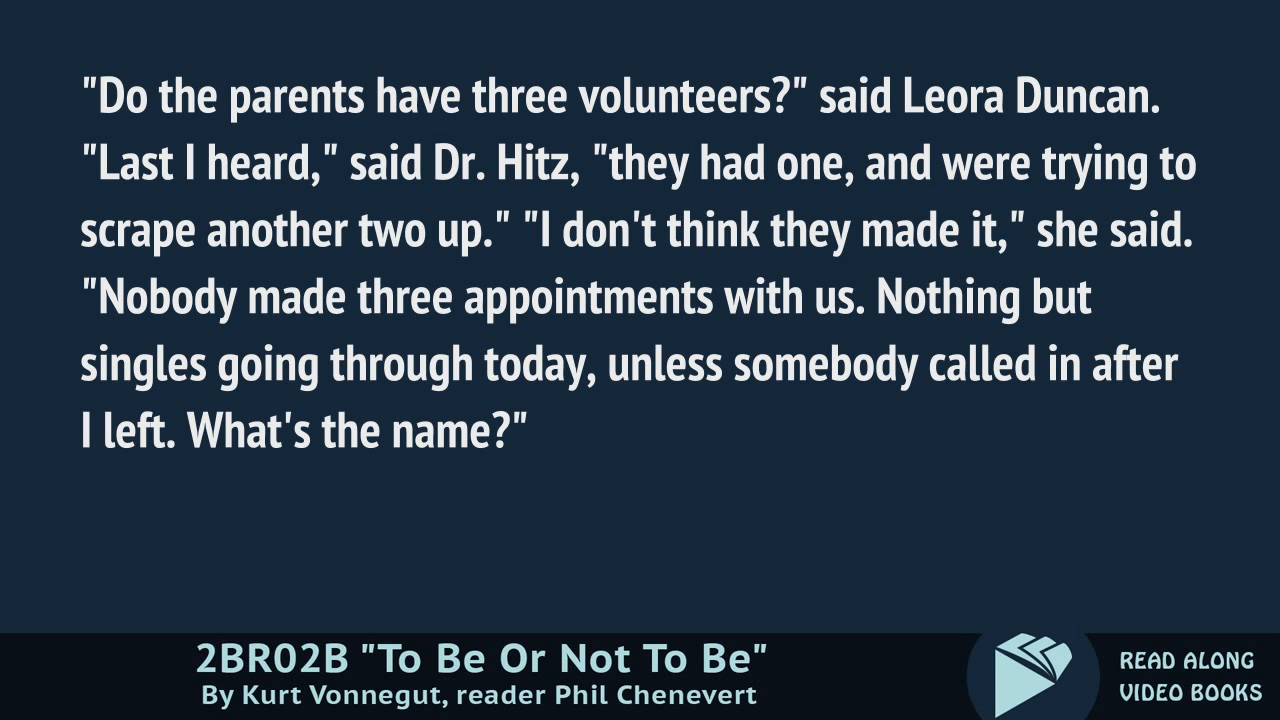 "Do the parents have three volunteers?" said Leora Duncan.
"Last I heard," said Dr. Hitz, "they had one, and were trying to
scrape another two up." "I don't think they made it," she said.
"Nobody made three appointments with us. Nothing but
singles going through today, unless somebody called in after
I left. What's the name?"
2BR02B "To Be Or Not To Be"
By Kurt Vonnegut, reader Phil Chenevert
READ ALONG
VIDEO BOOKS